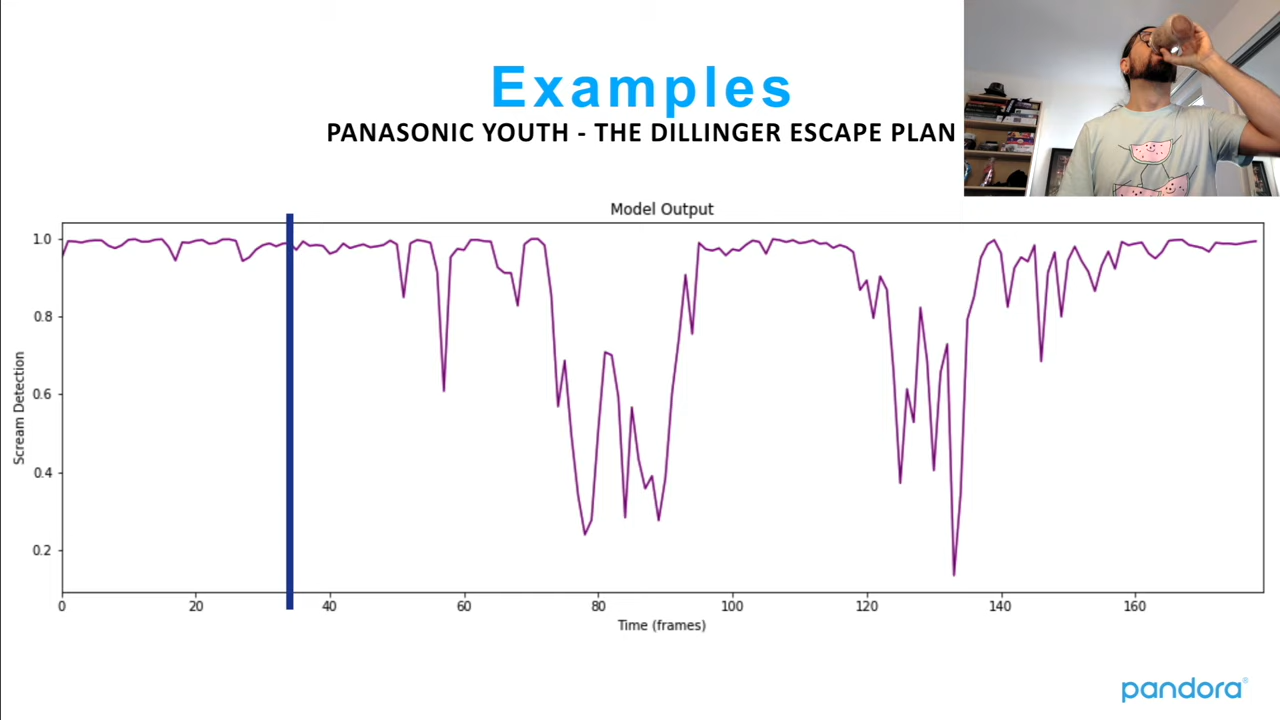 Examples
PANASONIC YOUTH - THE DILLINGER ESCAPE PLAN
Model Output
1.0
0.8
0.6
0.4
0.2
Scream Detection
0 20 40 60 80 100 120 140 160
Time (frames)
pandora®